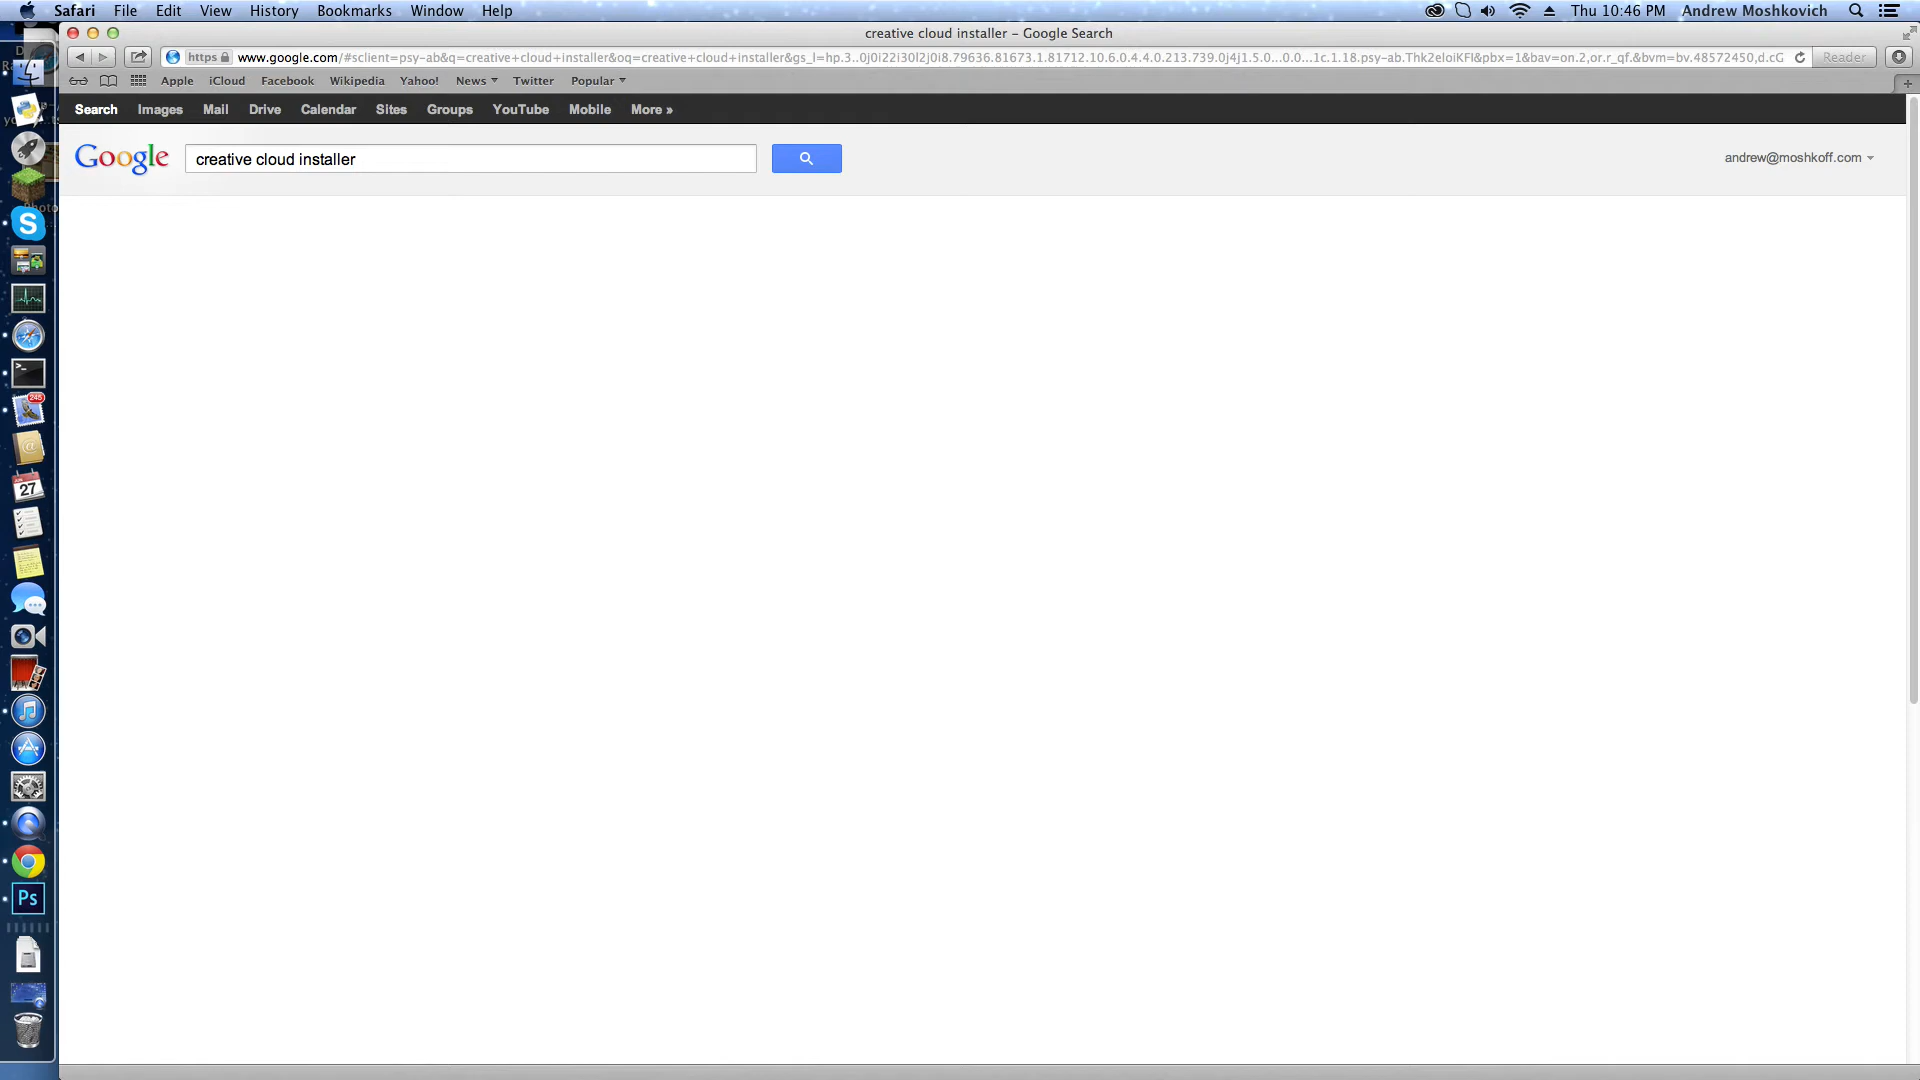 Safari File Edit View History Bookmarks Window Help Thu 10:46 PM Andrew Moshkovich
creative cloud installer – Google Search
https www.google.com/#sclient=psy-ab&q=creative+cloud+installer&oq=creative+cloud+installer&gs_l=hp.3..0j0i22i30l2j0i8.79636.81673.1.81712.10.6.0.4.4.0.213.739.0j4j1.5.0...0.0...1c.1.18.psy-ab.Thk2eIoiKFI&pbx=1&bav=on.2,or.r_qf.&bvm=bv.48572450,d.cG Reader
Apple iCloud Facebook Wikipedia Yahoo! News Twitter Popular
Search Images Mail Drive Calendar Sites Groups YouTube Mobile More »
Google creative cloud installer andrew@moshkoff.com
S
245
27
Ps